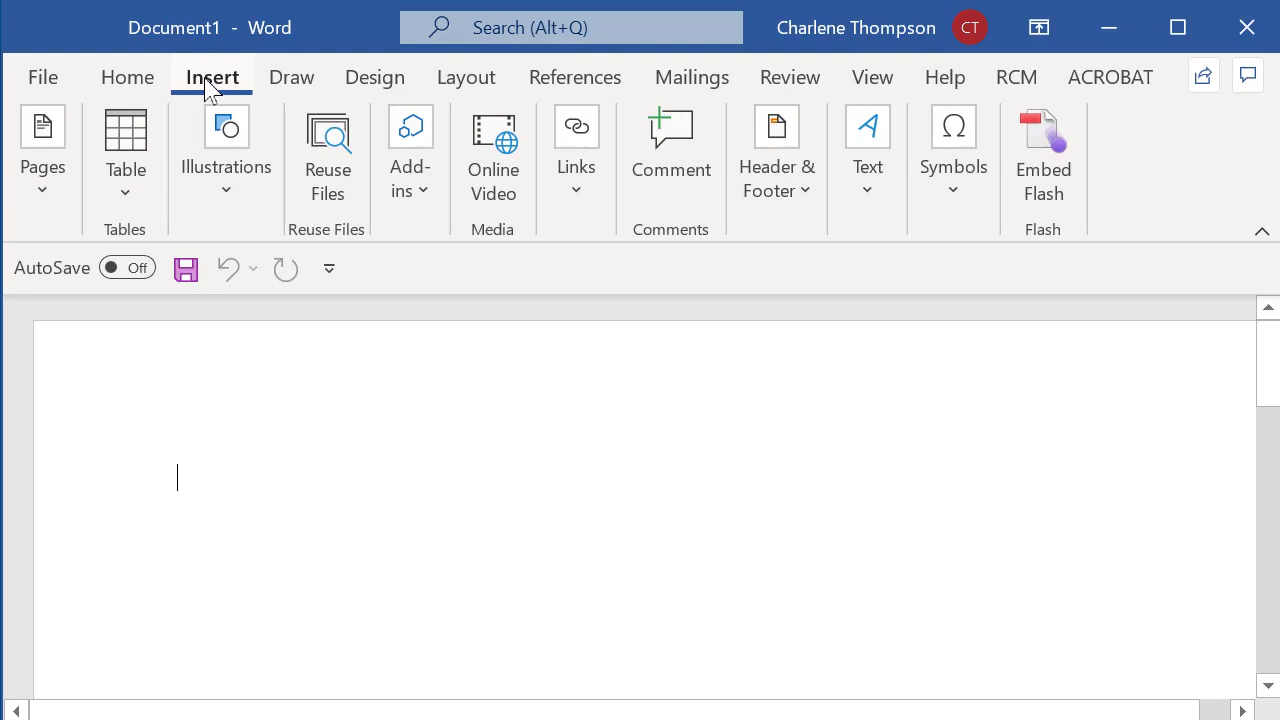 Document1 - Word
Search (Alt+Q)
Charlene Thompson
CT
File Home Insert Draw Design Layout References Mailings Review View Help RCM ACROBAT
Pages
Table
Illustrations
Reuse
Files
Add-
ins
Online
Video
Links
Comment
Header &
Footer
Text
Symbols
Embed
Flash
Tables
Reuse Files
Media
Comments
Flash
AutoSave Off